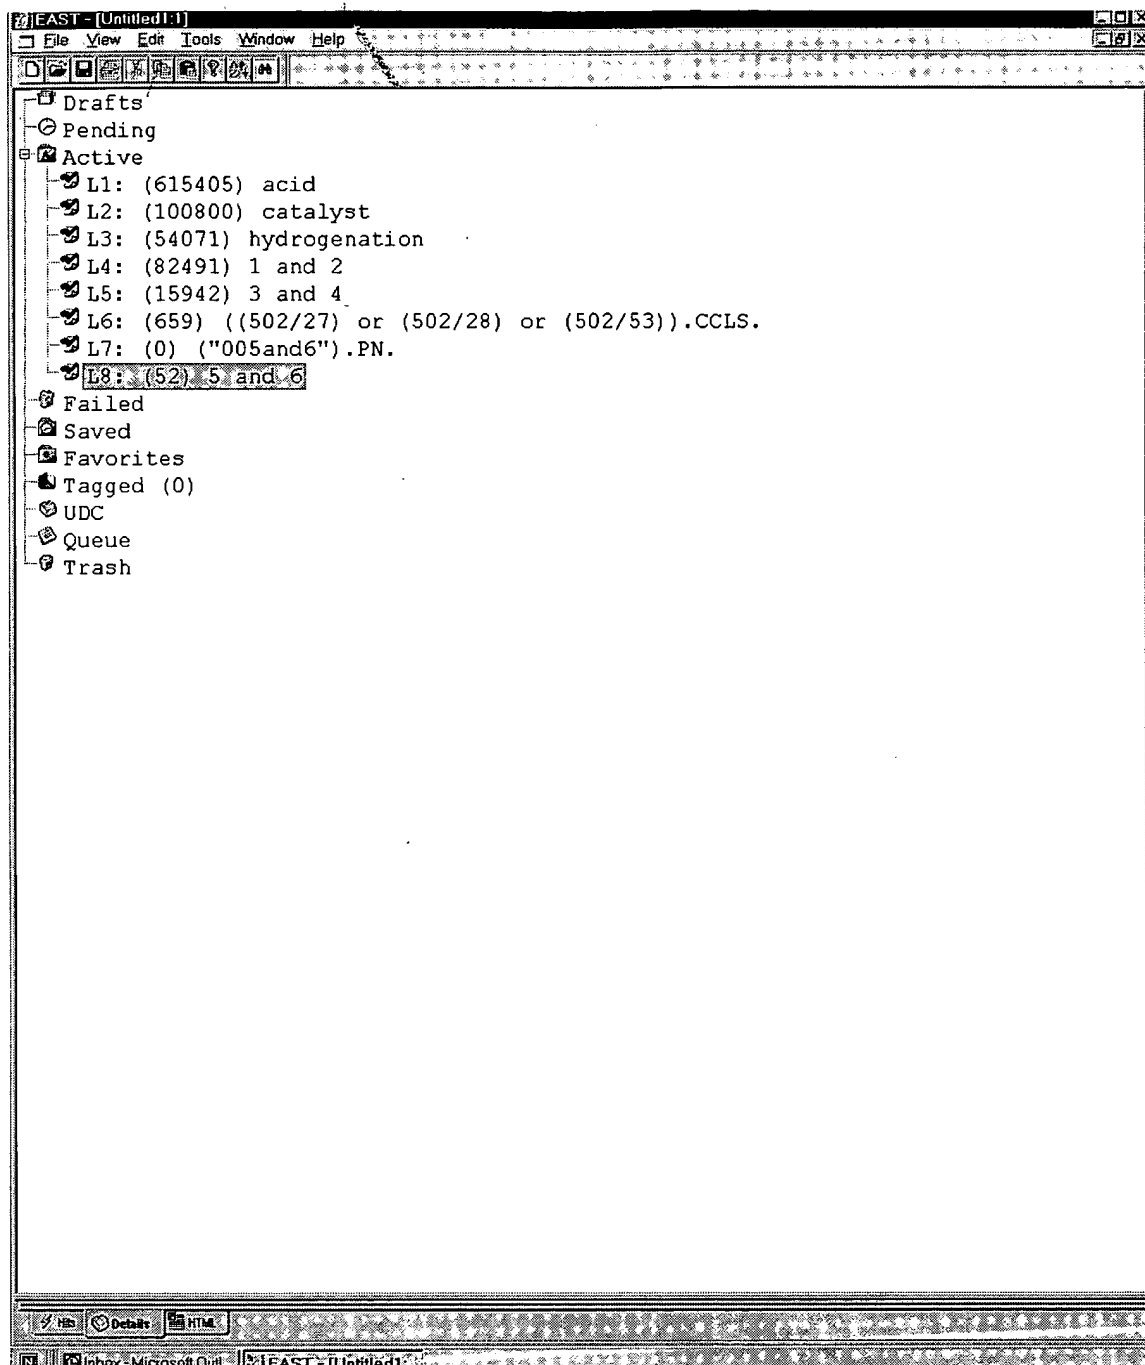 EAST - [Untitled1:1]
File View Edit Tools Window Help
Drafts
Pending
Active
L1: (615405) acid
L2: (100800) catalyst
L3: (54071) hydrogenation
L4: (82491) 1 and 2
L5: (15942) 3 and 4
L6: (659) ((502/27) or (502/28) or (502/53)).CCLS.
L7: (0) ("005and6").PN.
L8: (52) 5 and 6
Failed
Saved
Favorites
Tagged (0)
UDC
Queue
Trash
Hits Details HTML
Inbox - Microsoft Outl... EAST - [Untitled1:...